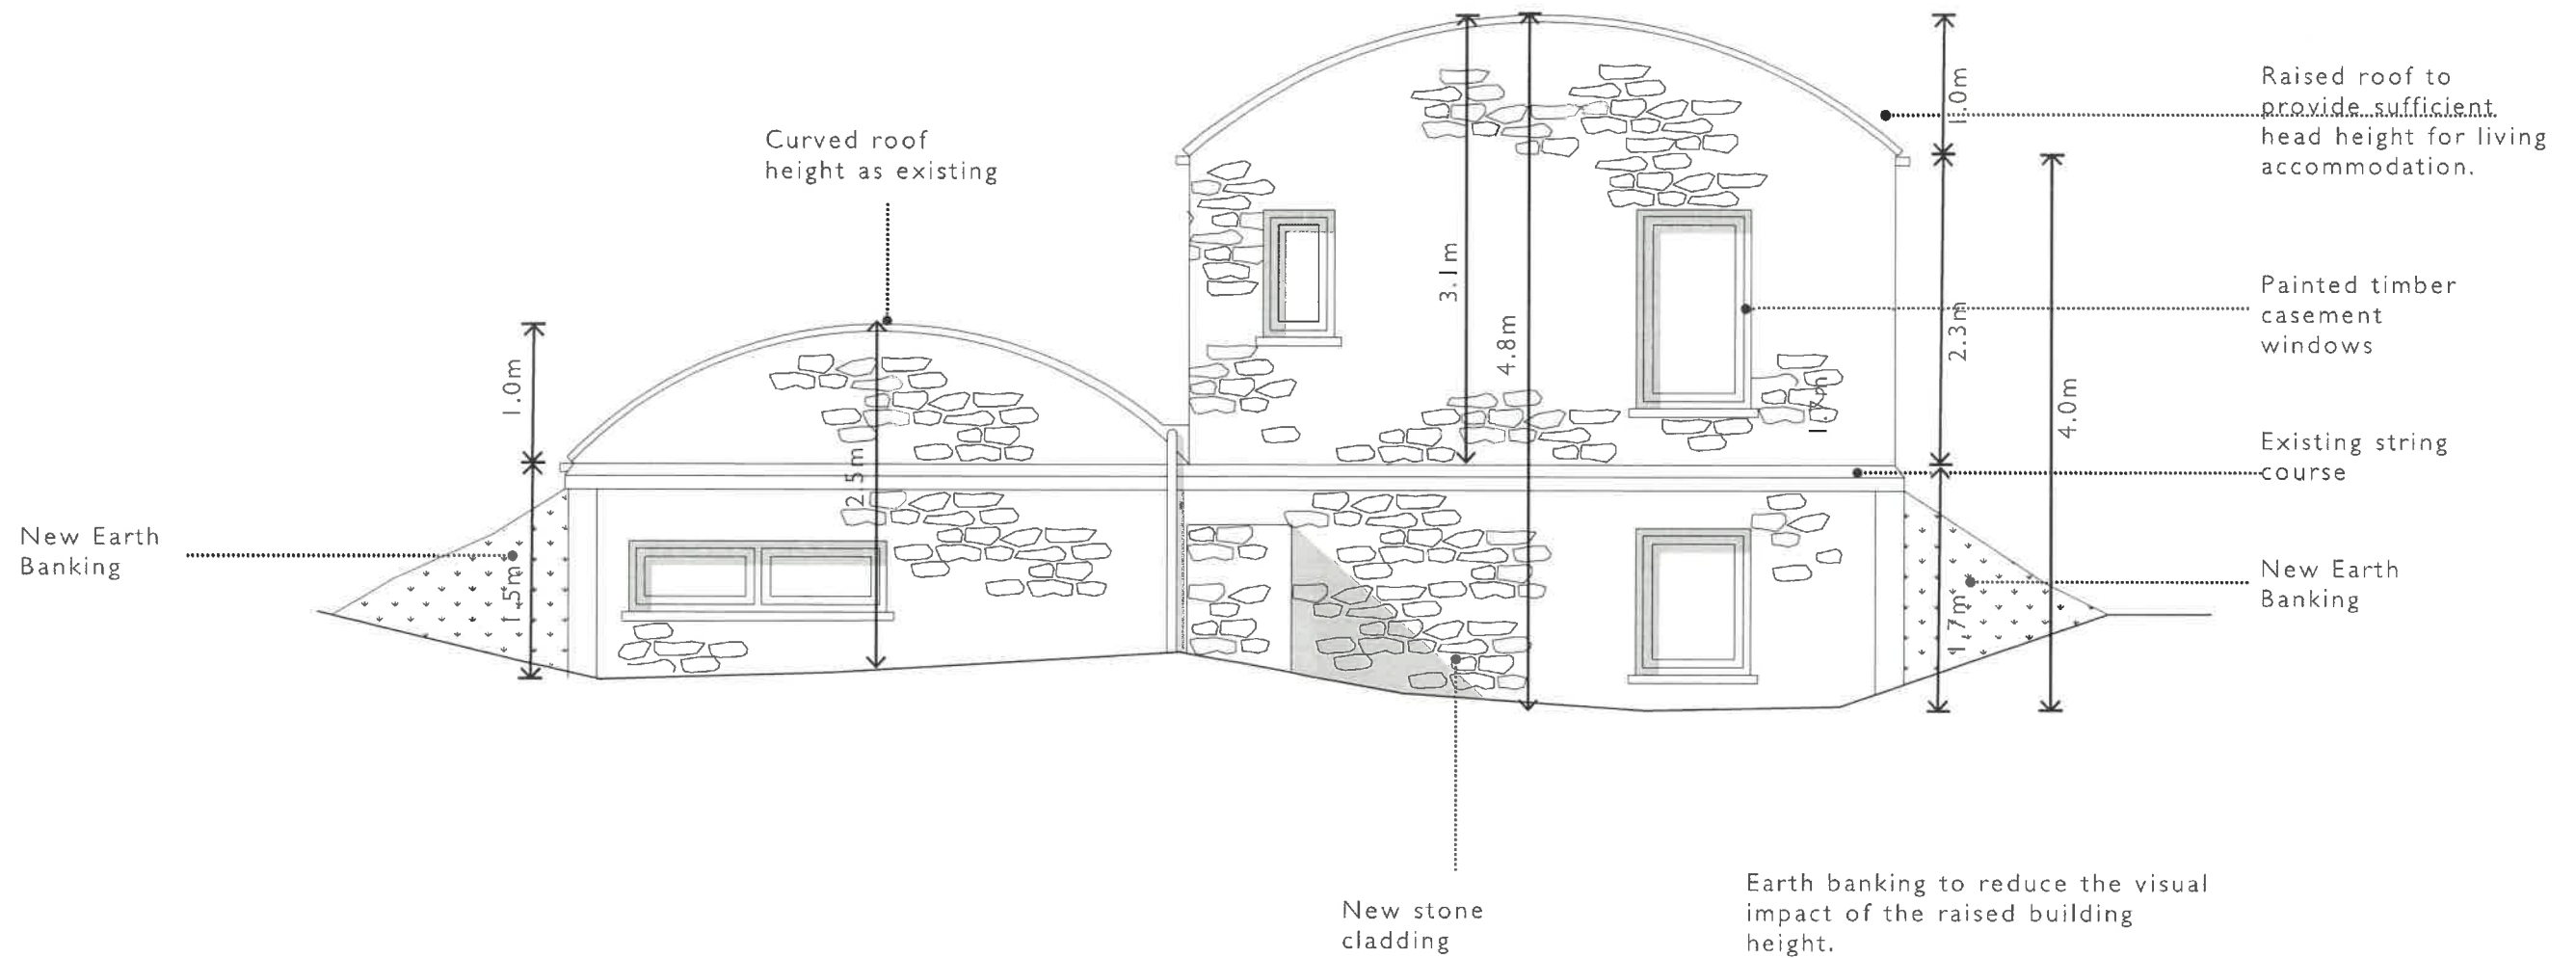 Raised roof to
provide sufficient
head height for living
accommodation.
1.0m
Curved roof
height as existing
3.1m
4.8m
2.3m
Painted timber
casement
windows
1.0m
4.0m
2.5m
Existing string
course
New Earth
Banking
1.5m
1.7m
New Earth
Banking
New stone
cladding
Earth banking to reduce the visual
impact of the raised building
height.